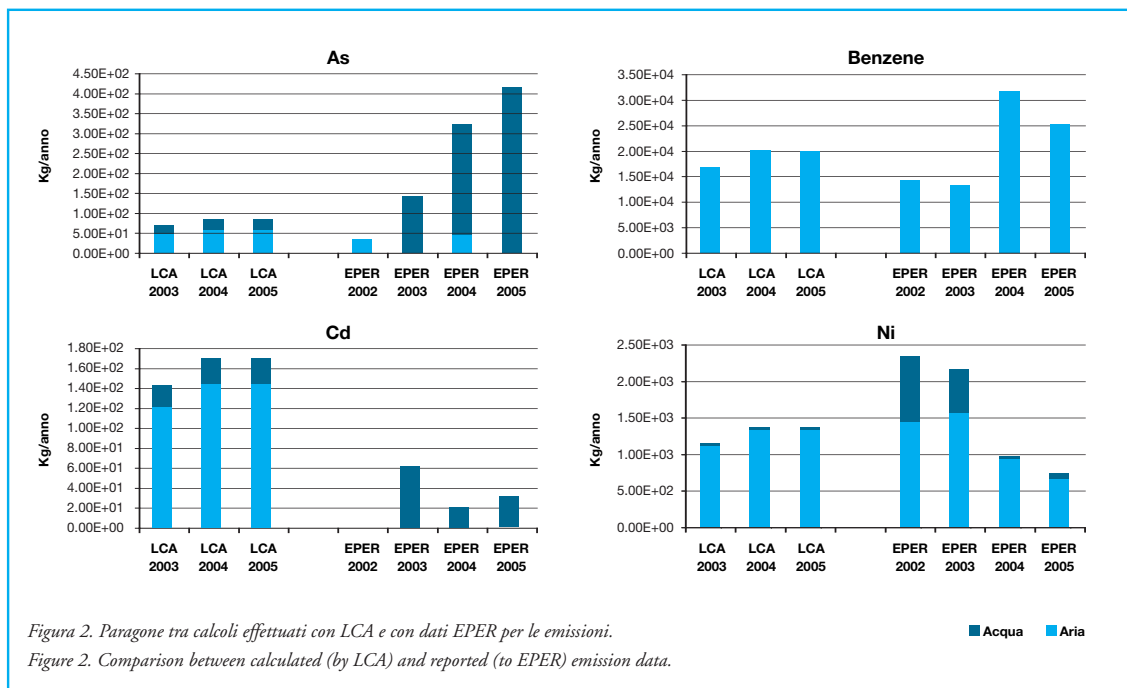 As
4.50E+02
4.00E+02
3.50E+02
3.00E+02
2.50E+02
2.00E+02
1.50E+02
1.00E+02
5.00E+01
0.00E+00
Kg/anno
LCA 2003
LCA 2004
LCA 2005
EPER 2002
EPER 2003
EPER 2004
EPER 2005
Benzene
3.50E+04
3.00E+04
2.50E+04
2.00E+04
1.50E+04
1.00E+04
5.00E+03
0.00E+00
Kg/anno
LCA 2003
LCA 2004
LCA 2005
EPER 2002
EPER 2003
EPER 2004
EPER 2005
Cd
1.80E+02
1.60E+02
1.40E+02
1.20E+02
1.00E+02
8.00E+01
6.00E+01
4.00E+01
2.00E+01
0.00E+00
Kg/anno
LCA 2003
LCA 2004
LCA 2005
EPER 2002
EPER 2003
EPER 2004
EPER 2005
Ni
2.50E+03
2.00E+03
1.50E+03
1.00E+03
5.00E+02
0.00E+00
Kg/anno
LCA 2003
LCA 2004
LCA 2005
EPER 2002
EPER 2003
EPER 2004
EPER 2005
Figura 2. Paragone tra calcoli effettuati con LCA e con dati EPER per le emissioni.
Figure 2. Comparison between calculated (by LCA) and reported (to EPER) emission data.
Acqua Aria